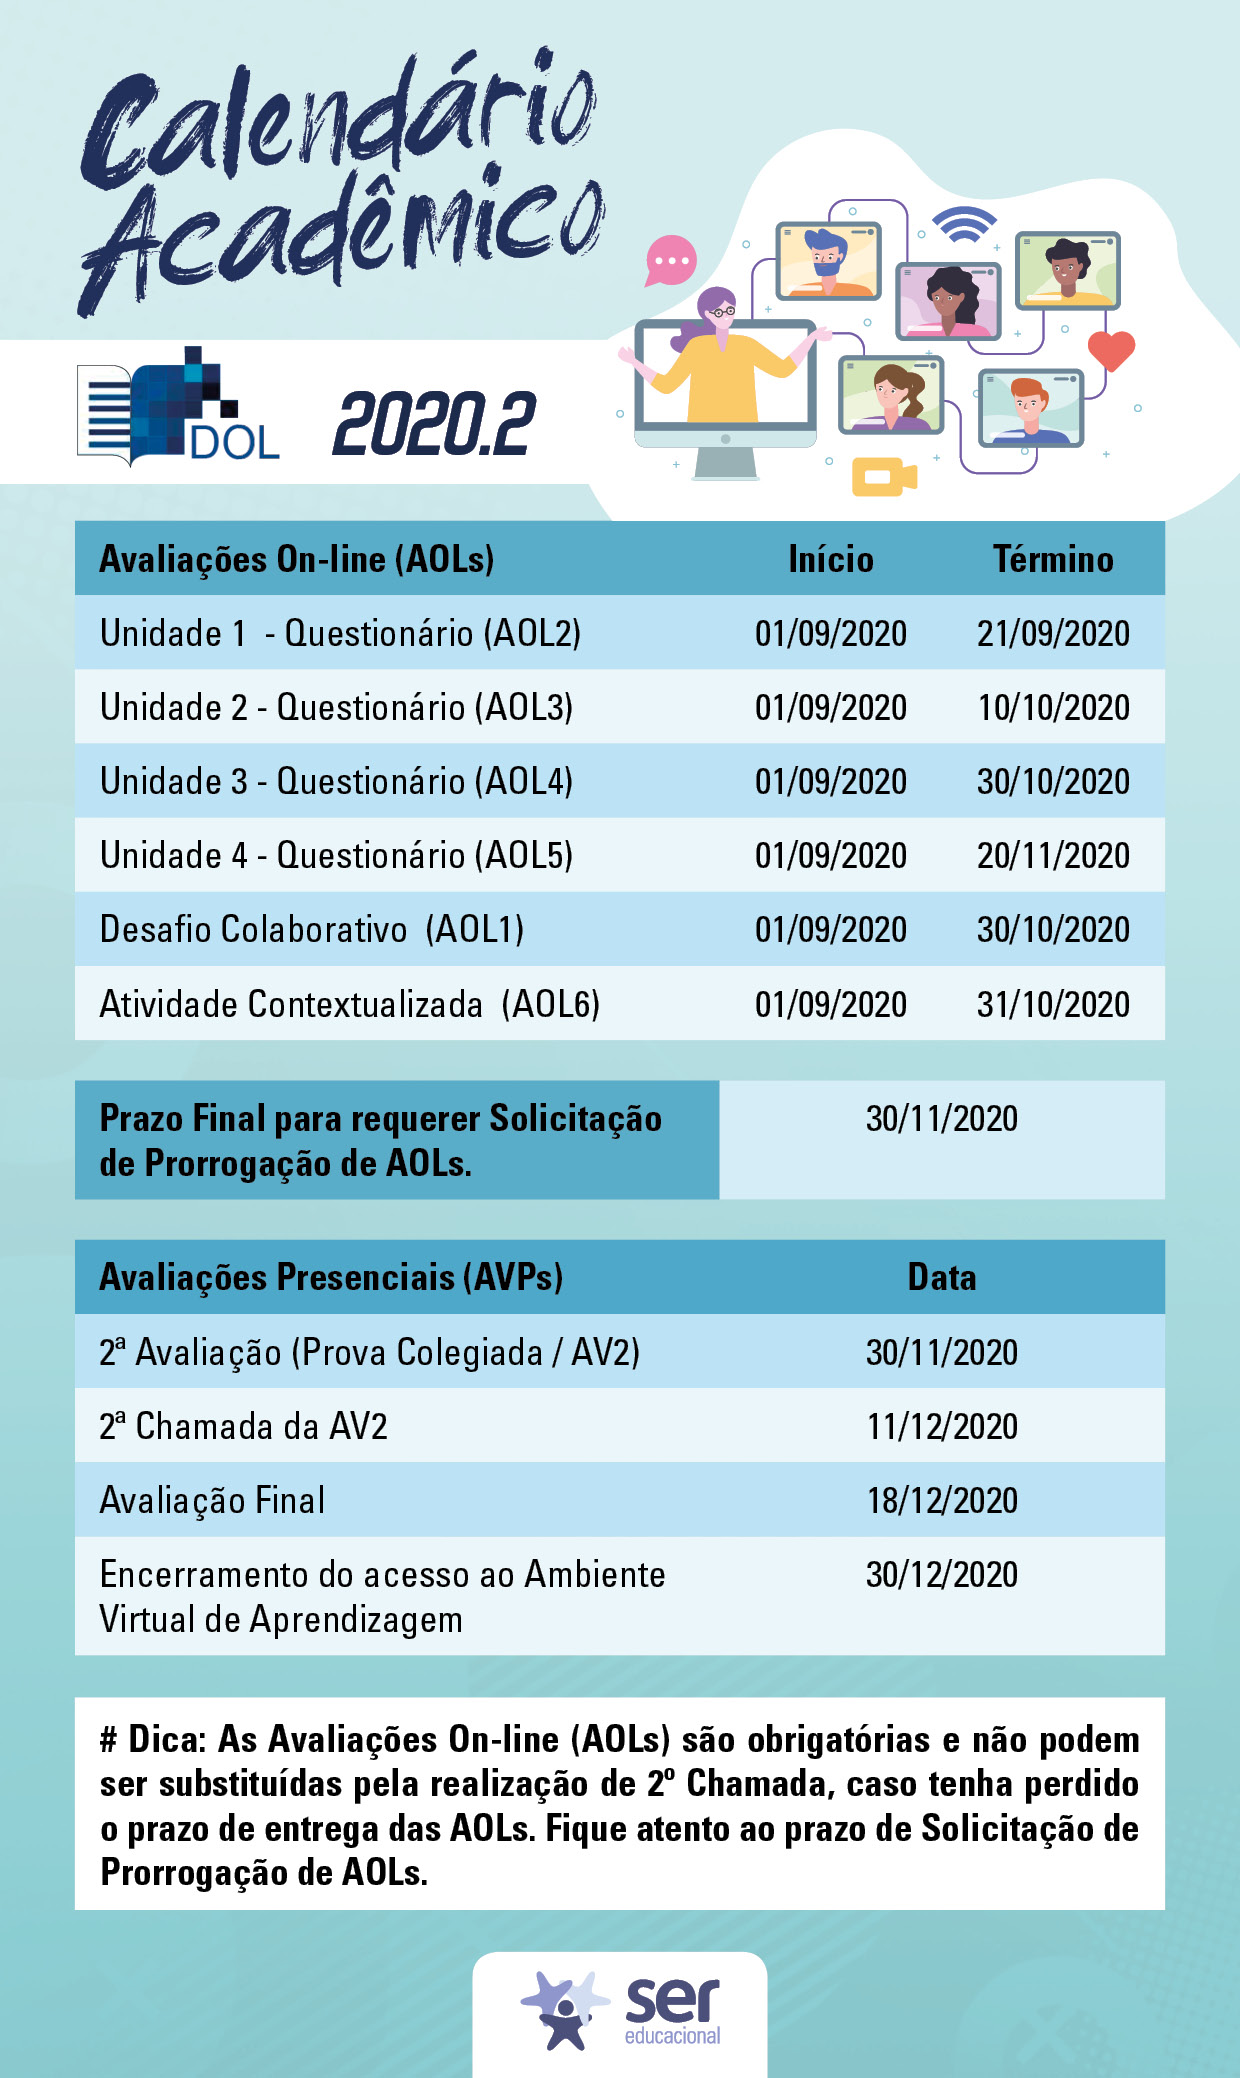 Calendário
Acadêmico
DOL 2020.2
Avaliações On-line (AOLs) Início Término
Unidade 1 - Questionário (AOL2) 01/09/2020 21/09/2020
Unidade 2 - Questionário (AOL3) 01/09/2020 10/10/2020
Unidade 3 - Questionário (AOL4) 01/09/2020 30/10/2020
Unidade 4 - Questionário (AOL5) 01/09/2020 20/11/2020
Desafio Colaborativo (AOL1) 01/09/2020 30/10/2020
Atividade Contextualizada (AOL6) 01/09/2020 31/10/2020
Prazo Final para requerer Solicitação 30/11/2020
de Prorrogação de AOLs.
Avaliações Presenciais (AVPs) Data
2ª Avaliação (Prova Colegiada / AV2) 30/11/2020
2ª Chamada da AV2 11/12/2020
Avaliação Final 18/12/2020
Encerramento do acesso ao Ambiente 30/12/2020
Virtual de Aprendizagem
# Dica: As Avaliações On-line (AOLs) são obrigatórias e não podem
ser substituídas pela realização de 2º Chamada, caso tenha perdido
o prazo de entrega das AOLs. Fique atento ao prazo de Solicitação de
Prorrogação de AOLs.
ser
educacional